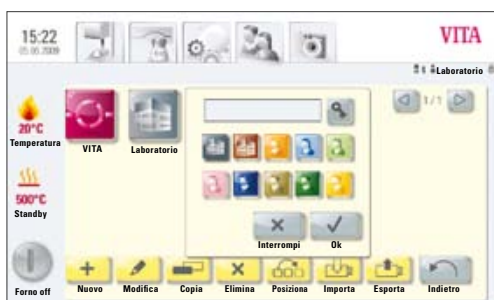 15:22
VITA
05.06.2009
Laboratorio
1/1
20°C
Temperatura
VITA
Laboratorio
500°C
Standby
Interrompi
Ok
Forno off
Nuovo
Modifica
Copia
Elimina
Posiziona
Importa
Esporta
Indietro